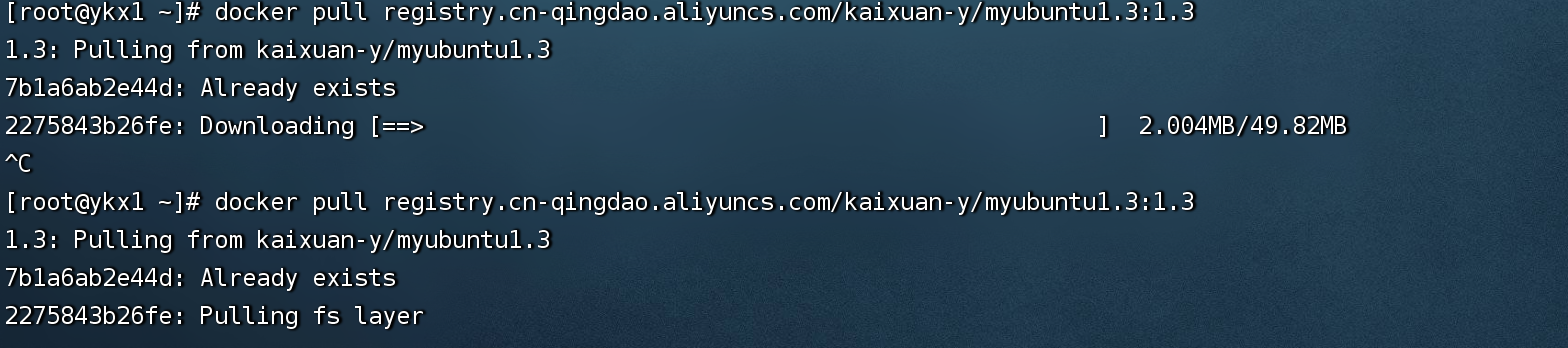 [root@ykx1 ~]# docker pull registry.cn-qingdao.aliyuncs.com/kaixuan-y/myubuntu1.3:1.3
1.3: Pulling from kaixuan-y/myubuntu1.3
7b1a6ab2e44d: Already exists
2275843b26fe: Downloading [==>                                                ]  2.004MB/49.82MB
^C
[root@ykx1 ~]# docker pull registry.cn-qingdao.aliyuncs.com/kaixuan-y/myubuntu1.3:1.3
1.3: Pulling from kaixuan-y/myubuntu1.3
7b1a6ab2e44d: Already exists
2275843b26fe: Pulling fs layer